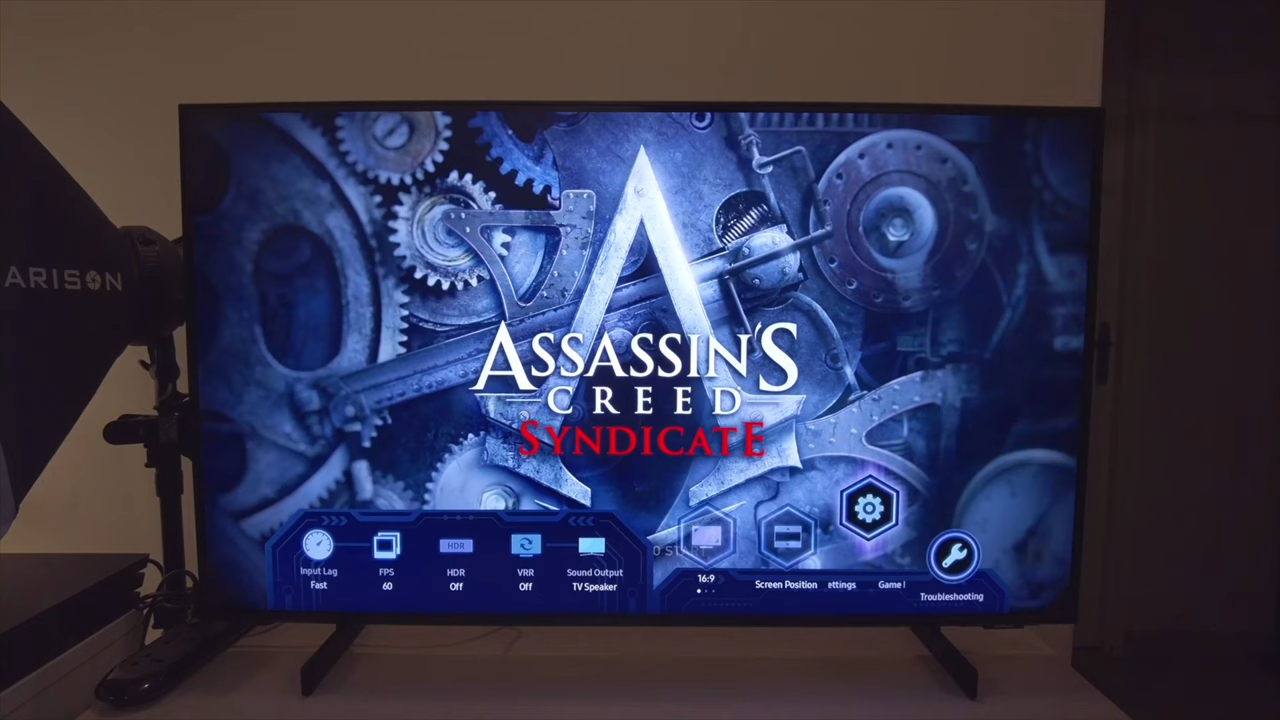 ARISON
ASSASSIN'S
CREED
SYNDICATE
O START
HDR
Input Lag
FPS
HDR
VRR
Sound Output
Fast
60
Off
Off
TV Speaker
16:9
Screen Position
ettings
Game
Troubleshooting